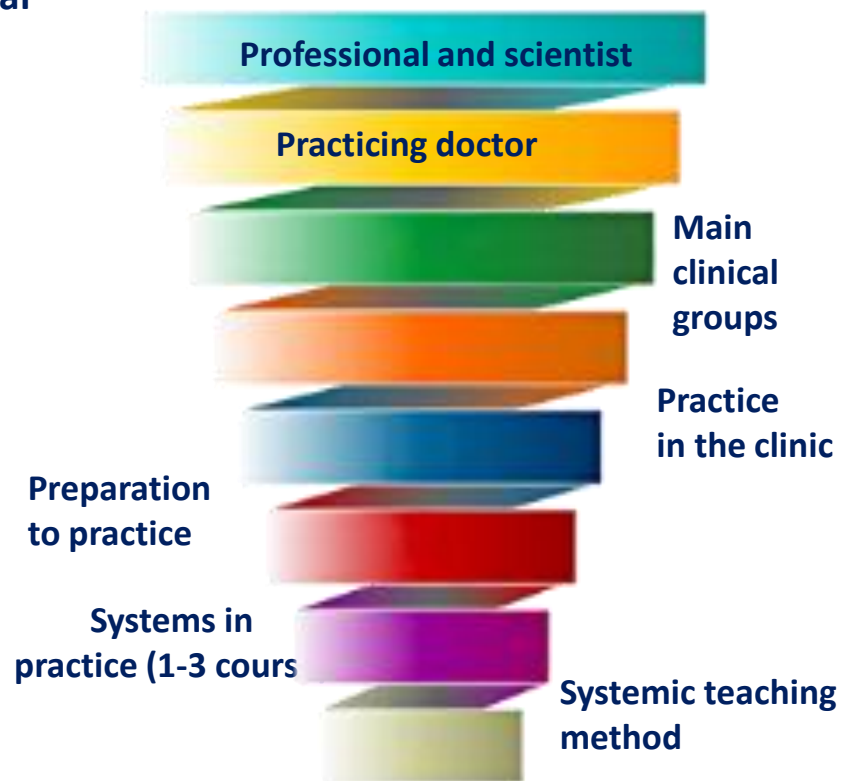 Professional and scientist
Practicing doctor
Main
clinical
groups
Practice
in the clinic
Preparation
to practice
Systems in
practice (1-3 cours
Systemic teaching
method